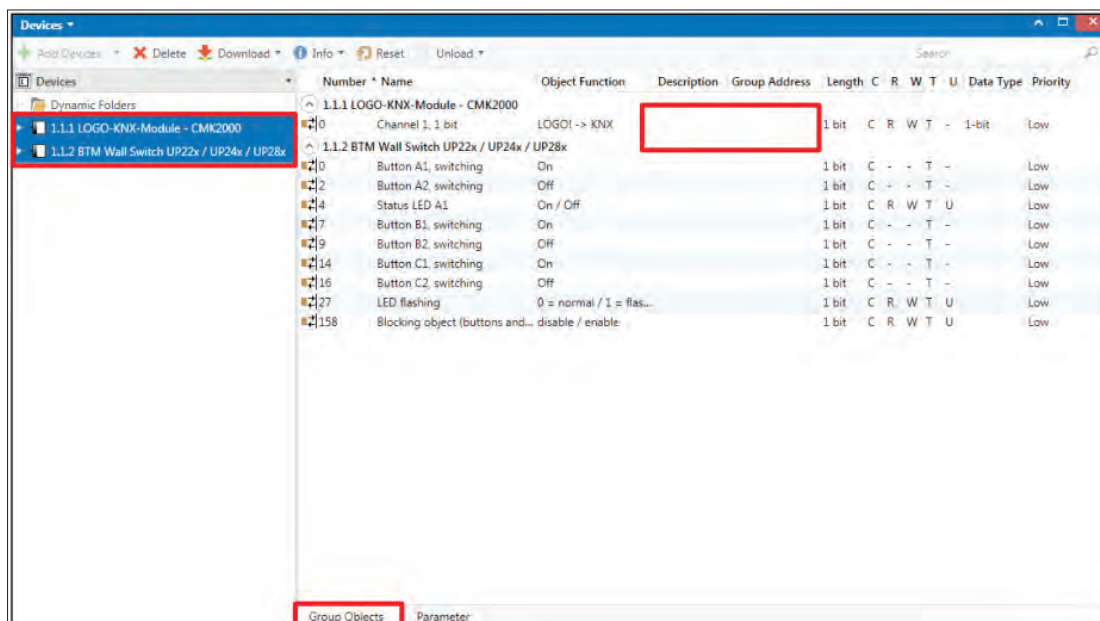 Devices
Add Devices Delete Download Info Reset Unload Search
Devices
Dynamic Folders
1.1.1 LOGO-KNX-Module - CMK2000
1.1.2 BTM Wall Switch UP22x / UP24x / UP28x
Number Name Object Function Description Group Address Length C R W T U Data Type Priority
1.1.1 LOGO-KNX-Module - CMK2000
0 Channel 1, 1 bit LOGO! -> KNX 1 bit C R W T - 1-bit Low
1.1.2 BTM Wall Switch UP22x / UP24x / UP28x
0 Button A1, switching On 1 bit C - - T - Low
2 Button A2, switching Off 1 bit C - - T - Low
4 Status LED A1 On / Off 1 bit C R W T U Low
7 Button B1, switching On 1 bit C - - T - Low
9 Button B2, switching Off 1 bit C - - T - Low
14 Button C1, switching On 1 bit C - - T - Low
16 Button C2, switching Off 1 bit C - - T - Low
27 LED flashing 0 = normal / 1 = flas... 1 bit C R W T U Low
158 Blocking object (buttons and... disable / enable 1 bit C R W T U Low
Group Objects Parameter